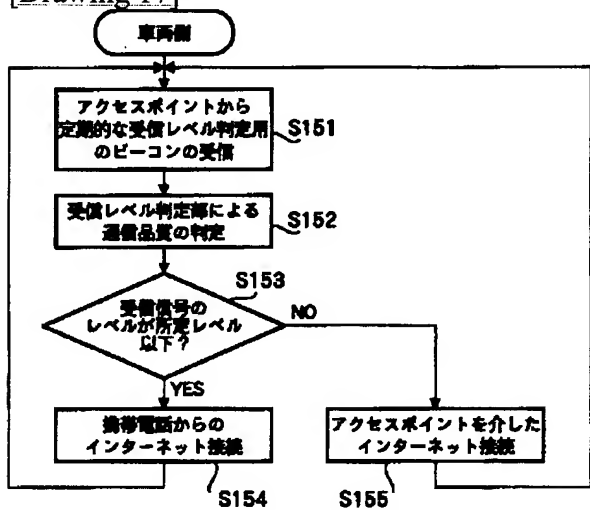 [Drawing 17]
車両側
アクセスポイントから
定期的な受信レベル判定用
のビーコンの受信
S151
受信レベル判定部による
通信品質の判定
S152
S153
受信信号の
レベルが所定レベル
以下?
NO
YES
携帯電話からの
インターネット接続
S154
アクセスポイントを介した
インターネット接続
S155